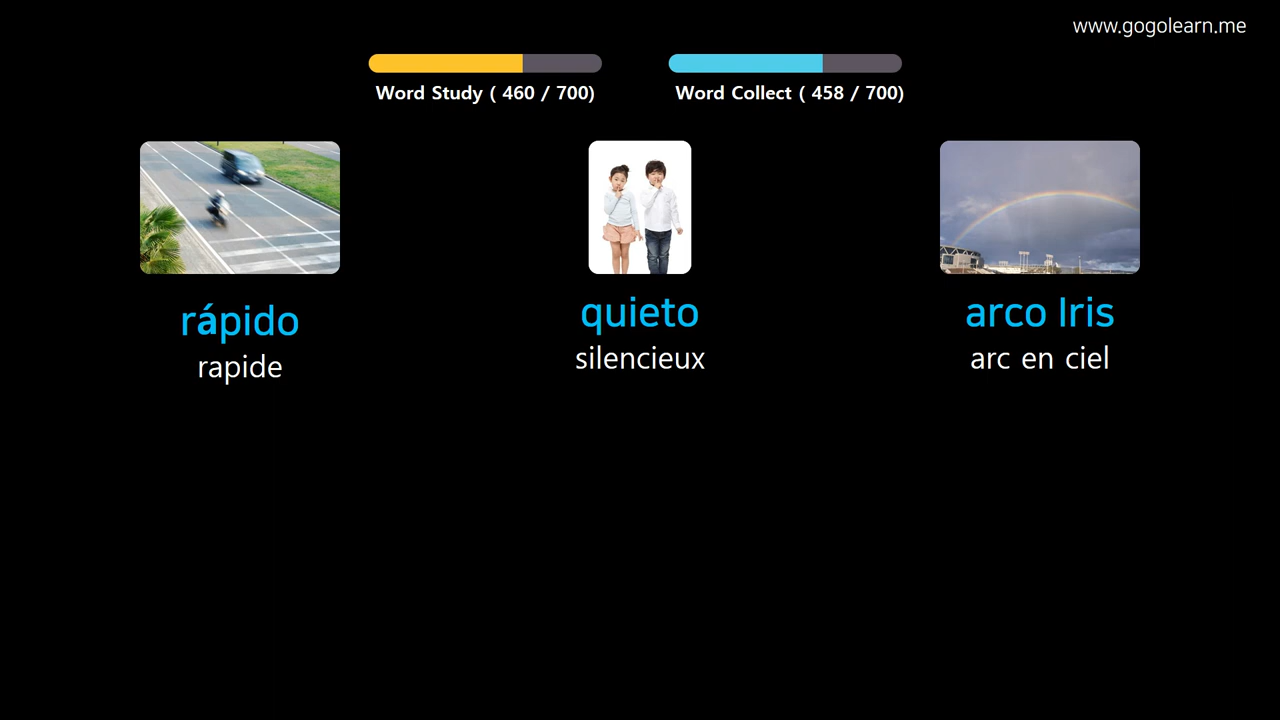 www.gogolearn.me
Word Study ( 460 / 700)
Word Collect ( 458 / 700)
rápido
rapide
quieto
silencieux
arco Iris
arc en ciel